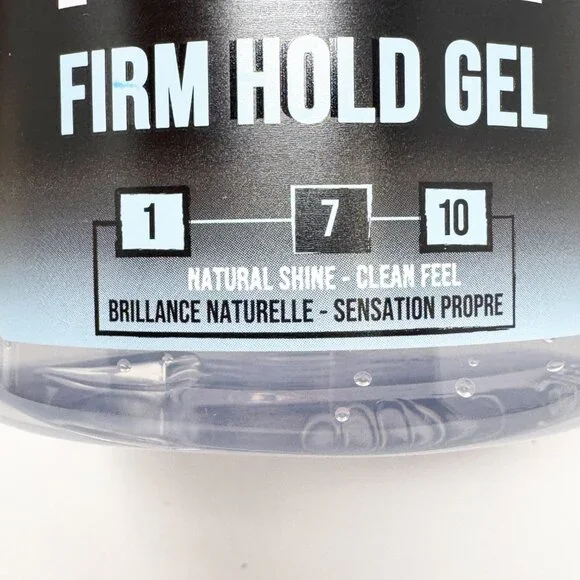 FIRM HOLD GEL
1 7 10
NATURAL SHINE - CLEAN FEEL
BRILLANCE NATURELLE - SENSATION PROPRE